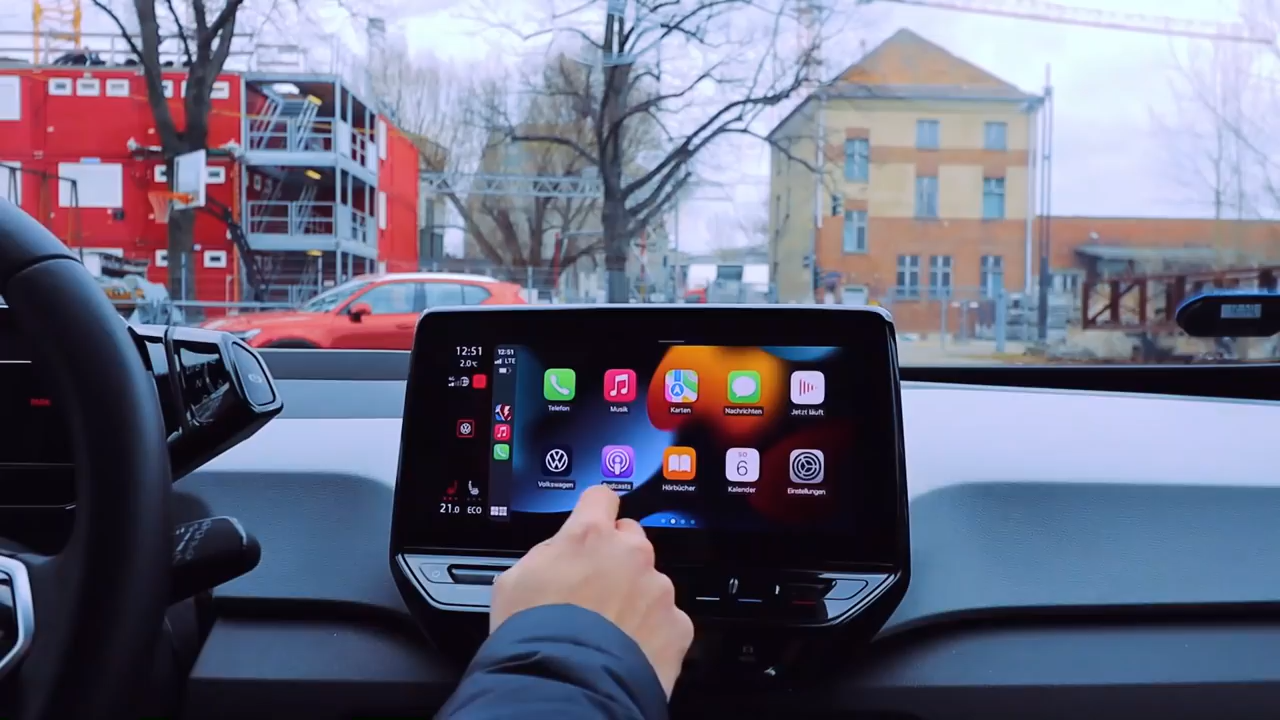 12:51
2.0°C
12:51
LTE
Telefon
Musik
Karten
Nachrichten
Jetzt läuft
SO
6
Volkswagen
Podcasts
Hörbücher
Kalender
Einstellungen
21.0
ECO